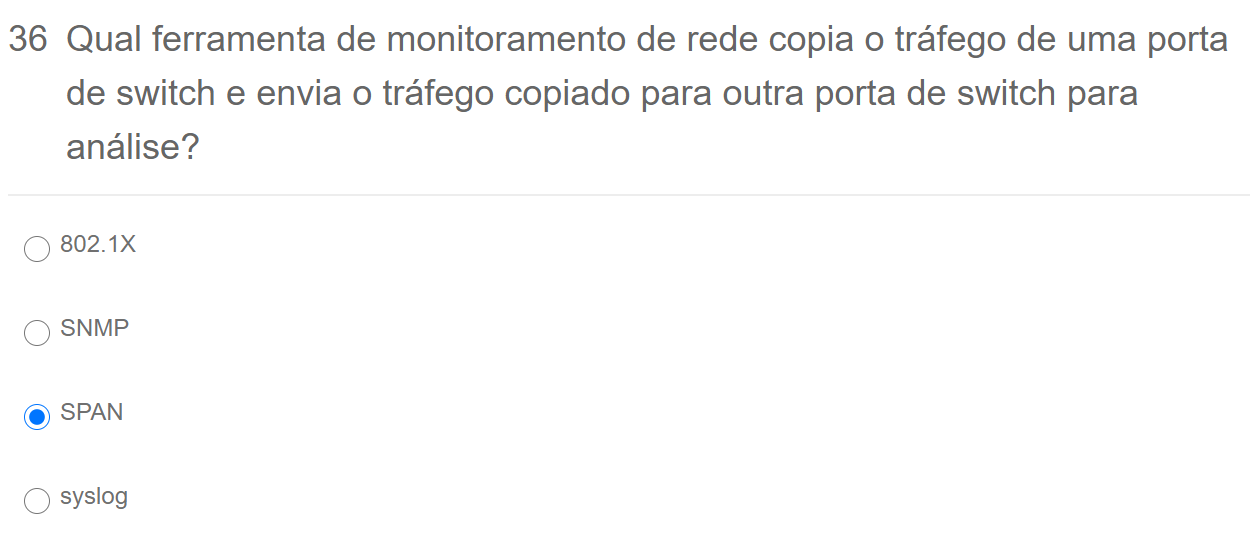 36 Qual ferramenta de monitoramento de rede copia o tráfego de uma porta
de switch e envia o tráfego copiado para outra porta de switch para
análise?
802.1X
SNMP
SPAN
syslog